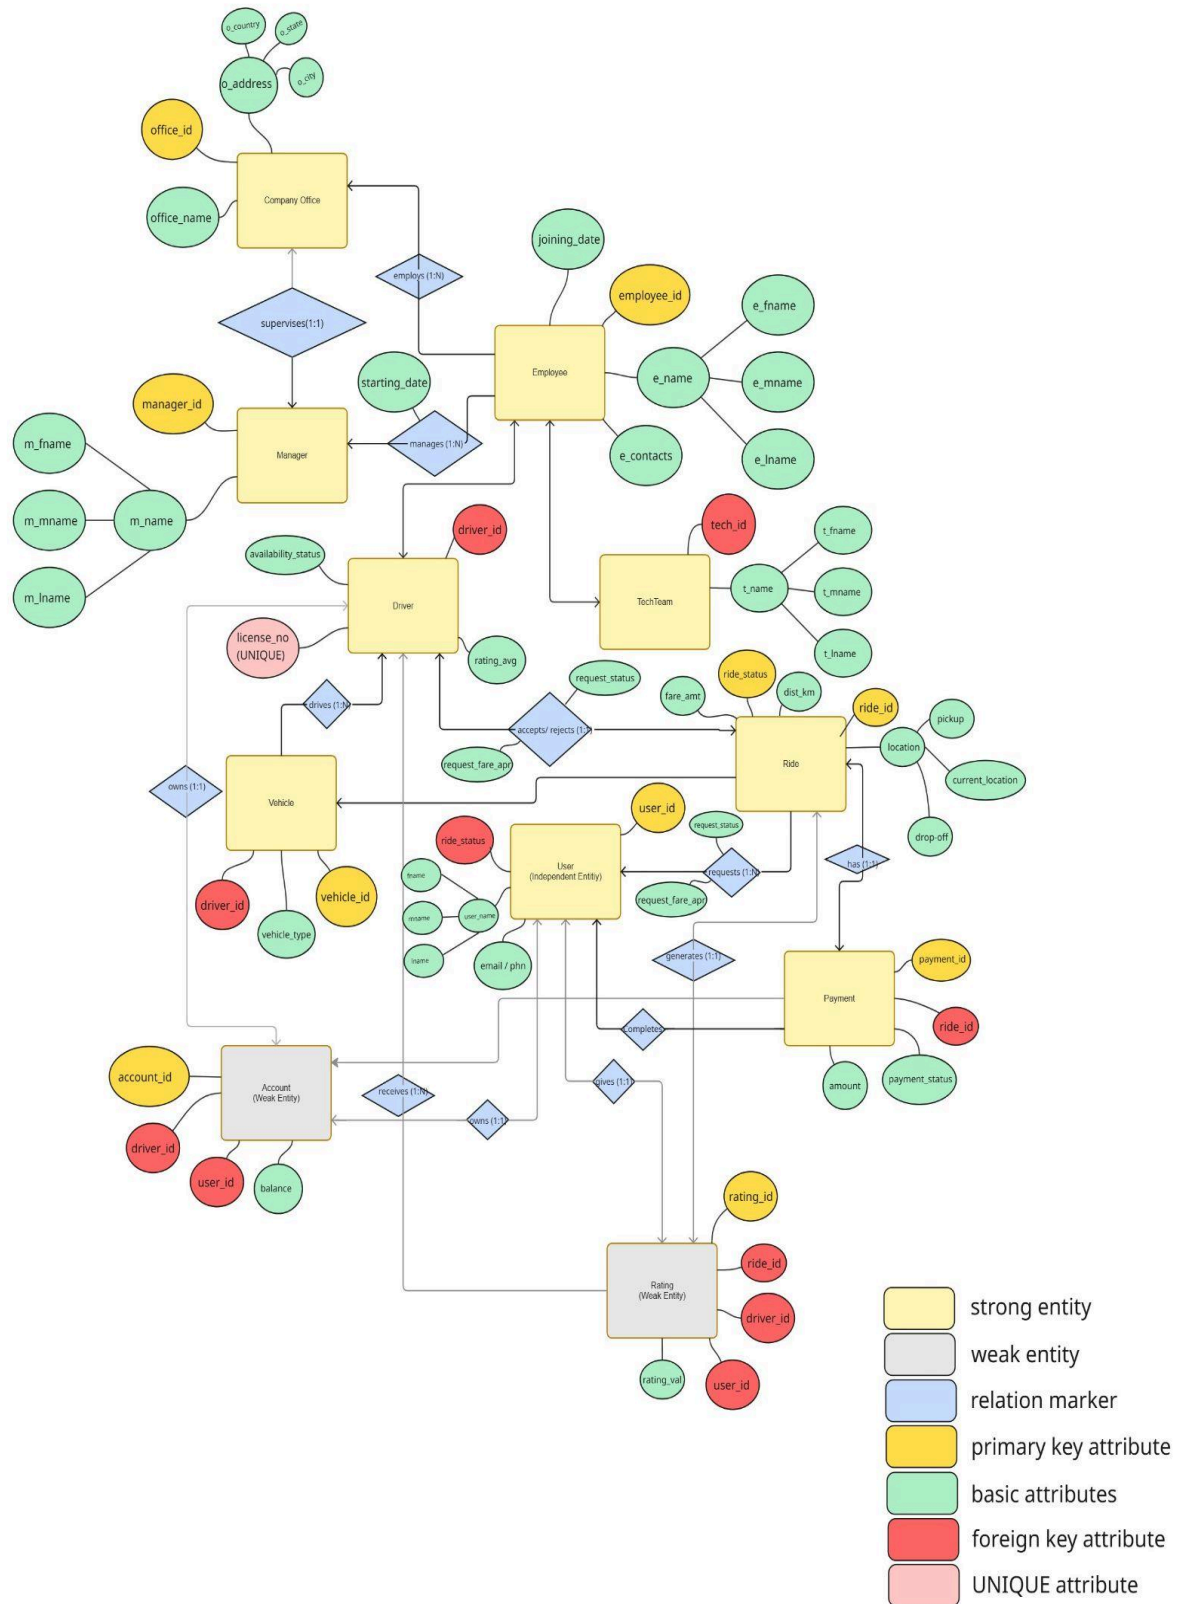 o_country
o_state
o_address
o_city
office_id
office_name
Company Office
employs (1:N)
supervises(1:1)
joining_date
employee_id
Employee
e_name
e_fname
e_mname
e_lname
e_contacts
starting_date
manages (1:N)
manager_id
Manager
m_fname
m_mname
m_name
m_lname
driver_id
availability_status
Driver
license_no
(UNIQUE)
rating_avg
tech_id
TechTeam
t_name
t_fname
t_mname
t_lname
drives (1:N)
request_status
accepts/ rejects (1:1)
request_fare_apr
fare_amt
ride_status
dist_km
ride_id
Ride
location
pickup
current_location
drop-off
owns (1:1)
Vehicle
driver_id
vehicle_type
vehicle_id
user_id
ride_status
User
(Independent Entitiy)
fname
mname
user_name
lname
email / phn
request_status
requests (1:N)
request_fare_apr
has (1:1)
generates (1:1)
Payment
payment_id
ride_id
payment_status
amount
Completes
gives (1:1)
receives (1:N)
owns (1:1)
account_id
Account
(Weak Entity)
driver_id
user_id
balance
rating_id
ride_id
Rating
(Weak Entity)
driver_id
user_id
rating_val
strong entity
weak entity
relation marker
primary key attribute
basic attributes
foreign key attribute
UNIQUE attribute